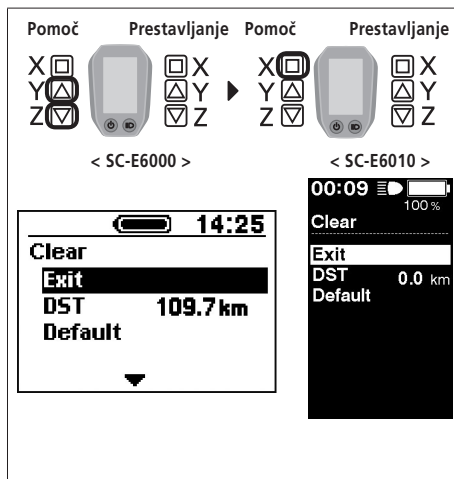 Pomoč Prestavljanje Pomoč Prestavljanje
X X X X
Y Y Y Y
Z Z Z Z
< SC-E6000 > < SC-E6010 >
14:25
Clear
Exit
DST 109.7 km
Default
00:09
100 %
Clear
Exit
DST 0.0 km
Default